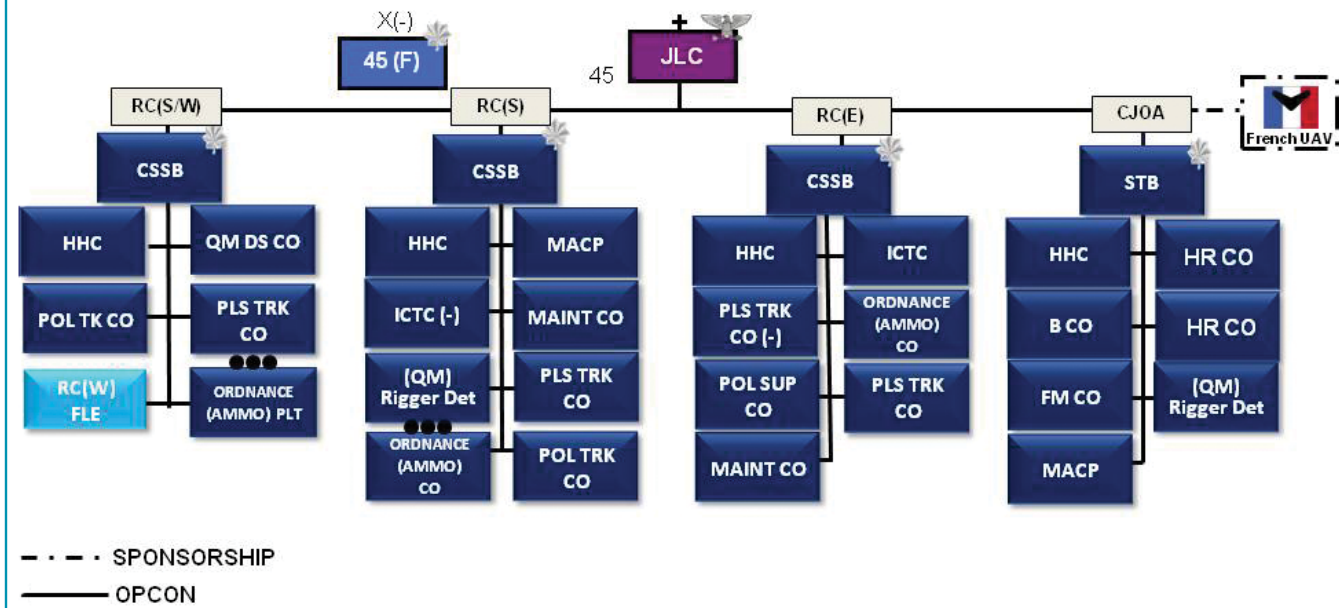 X(-)
45 (F)
+
JLC
45
RC(S/W)
RC(S)
RC(E)
CJOA
French UAV
CSSB
HHC
QM DS CO
POL TK CO
PLS TRK
CO
RC(W)
FLE
ORDNANCE
(AMMO) PLT
CSSB
HHC
MACP
ICTC (-)
MAINT CO
(QM)
Rigger Det
PLS TRK
CO
ORDNANCE
(AMMO)
CO
POL TRK
CO
CSSB
HHC
ICTC
PLS TRK
CO (-)
ORDNANCE
(AMMO)
CO
POL SUP
CO
PLS TRK
CO
MAINT CO
STB
HHC
HR CO
B CO
HR CO
FM CO
(QM)
Rigger Det
MACP
SPONSORSHIP
OPCON